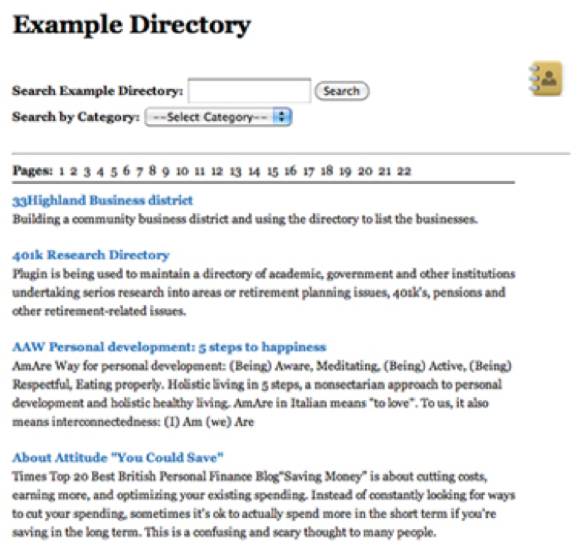 Example Directory
Search Example Directory: Search
Search by Category: --Select Category--
Pages: 1 2 3 4 5 6 7 8 9 10 11 12 13 14 15 16 17 18 19 20 21 22
33Highland Business district
Building a community business district and using the directory to list the businesses.
401k Research Directory
Plugin is being used to maintain a directory of academic, government and other institutions
undertaking serios research into areas or retirement planning issues, 401k's, pensions and
other retirement-related issues.
AAW Personal development: 5 steps to happiness
AmAre Way for personal development: (Being) Aware, Meditating, (Being) Active, (Being)
Respectful, Eating properly. Holistic living in 5 steps, a nonsectarian approach to personal
development and holistic healthy living. AmAre in Italian means "to love". To us, it also
means interconnectedness: (I) Am (we) Are
About Attitude "You Could Save"
Times Top 20 Best British Personal Finance Blog"Saving Money" is about cutting costs,
earning more, and optimizing your existing spending. Instead of constantly looking for ways
to cut your spending, sometimes it's ok to actually spend more in the short term if you're
saving in the long term. This is a confusing and scary thought to many people.